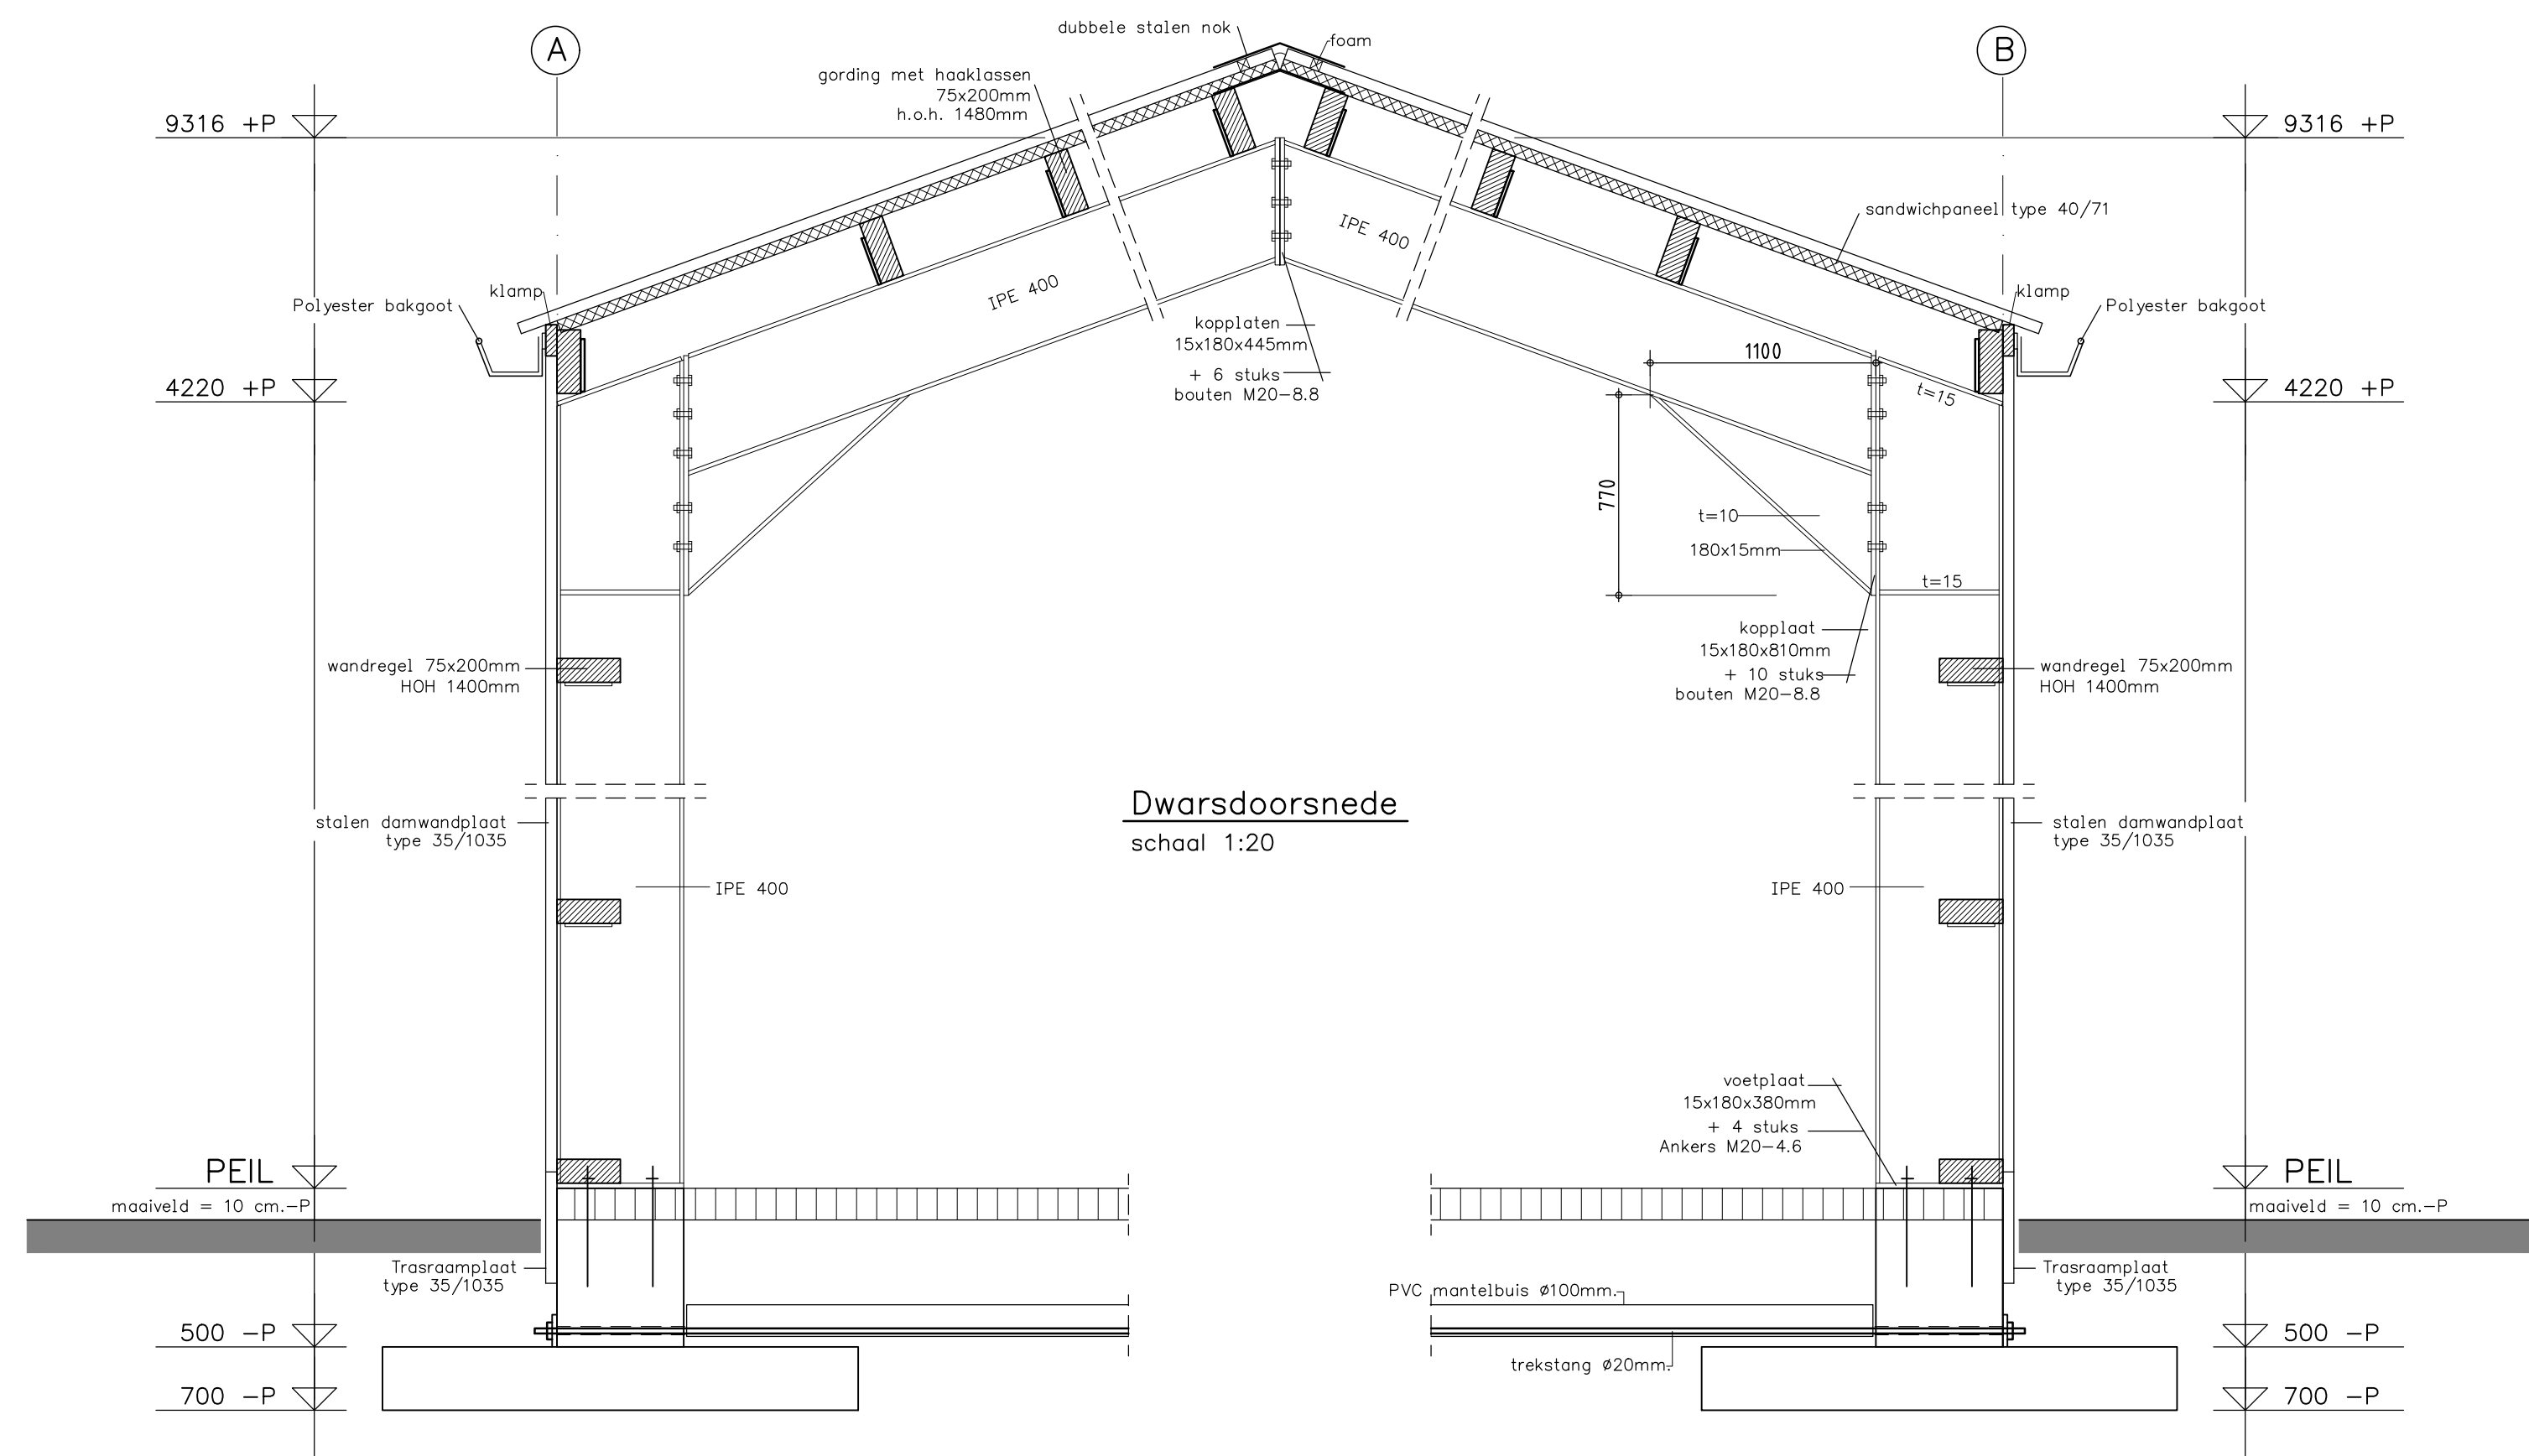 A
B
dubbele stalen nok
foam
gording met haaklassen
75x200mm
h.o.h. 1480mm
9316 +P
9316 +P
sandwichpaneel type 40/71
klamp
Polyester bakgoot
klamp
Polyester bakgoot
IPE 400
IPE 400
kopplaten
15x180x445mm
+ 6 stuks
bouten M20-8.8
1100
t=15
4220 +P
4220 +P
770
t=10
180x15mm
t=15
kopplaat
15x180x810mm
+ 10 stuks
bouten M20-8.8
wandregel 75x200mm
HOH 1400mm
wandregel 75x200mm
HOH 1400mm
Dwarsdoorsnede
schaal 1:20
stalen damwandplaat
type 35/1035
stalen damwandplaat
type 35/1035
IPE 400
IPE 400
voetplaat
15x180x380mm
+ 4 stuks
Ankers M20-4.6
PEIL
maaiveld = 10 cm.-P
PEIL
maaiveld = 10 cm.-P
Trasraamplaat
type 35/1035
Trasraamplaat
type 35/1035
PVC mantelbuis Ø100mm.
500 -P
500 -P
trekstang Ø20mm.
700 -P
700 -P